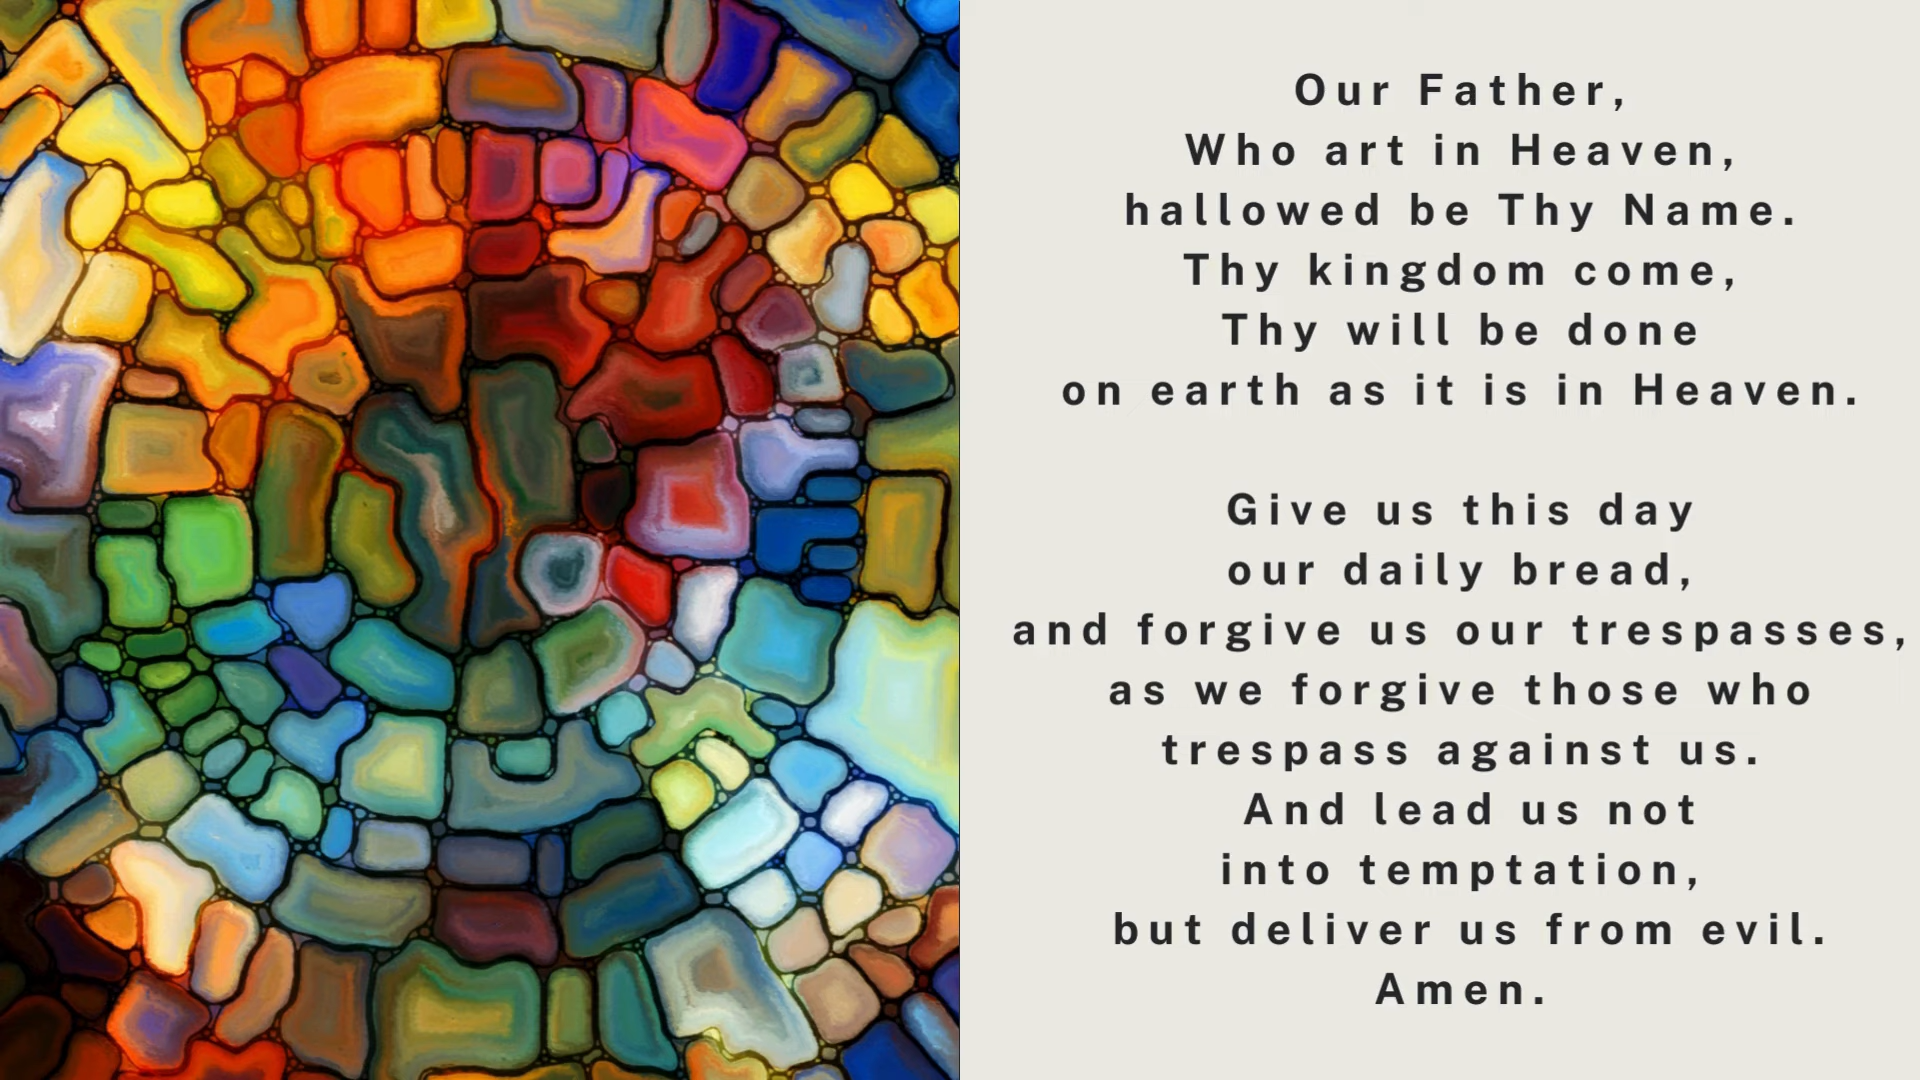 Our Father,
Who art in Heaven,
hallowed be Thy Name.
Thy kingdom come,
Thy will be done
on earth as it is in Heaven.
Give us this day
our daily bread,
and forgive us our trespasses,
as we forgive those who
trespass against us.
And lead us not
into temptation,
but deliver us from evil.
Amen.